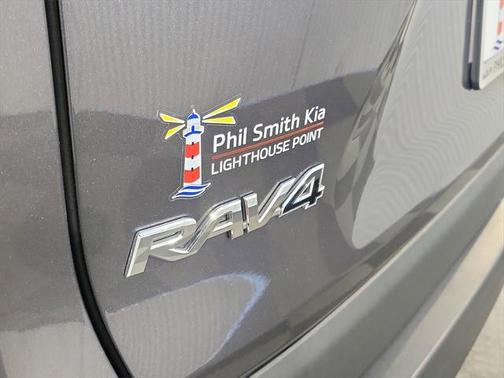 Phil Smith Kia
LIGHTHOUSE POINT
RAV4